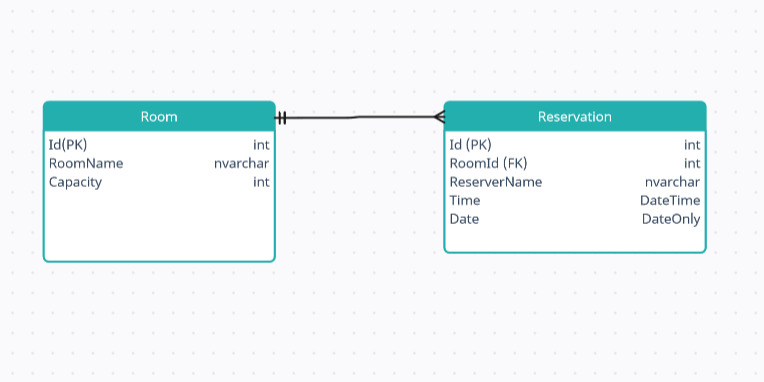 Room
Id(PK) int
RoomName nvarchar
Capacity int
Reservation
Id (PK) int
RoomId (FK) int
ReserverName nvarchar
Time DateTime
Date DateOnly